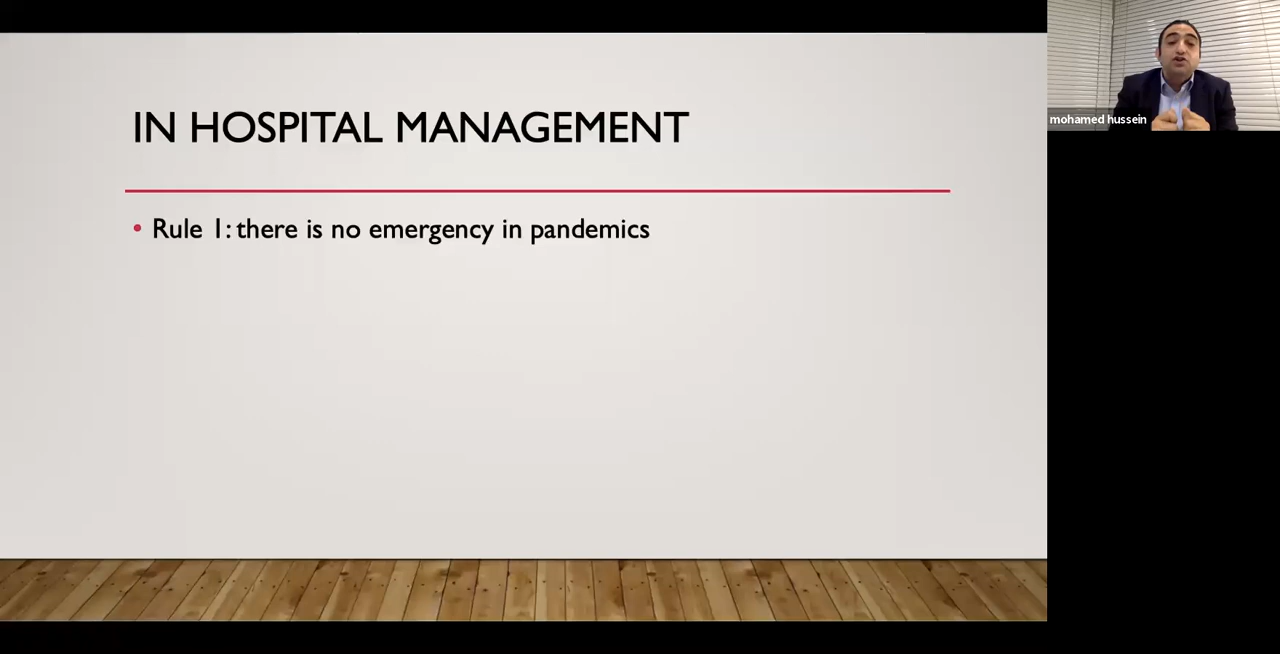 IN HOSPITAL MANAGEMENT
• Rule 1: there is no emergency in pandemics
mohamed hussein